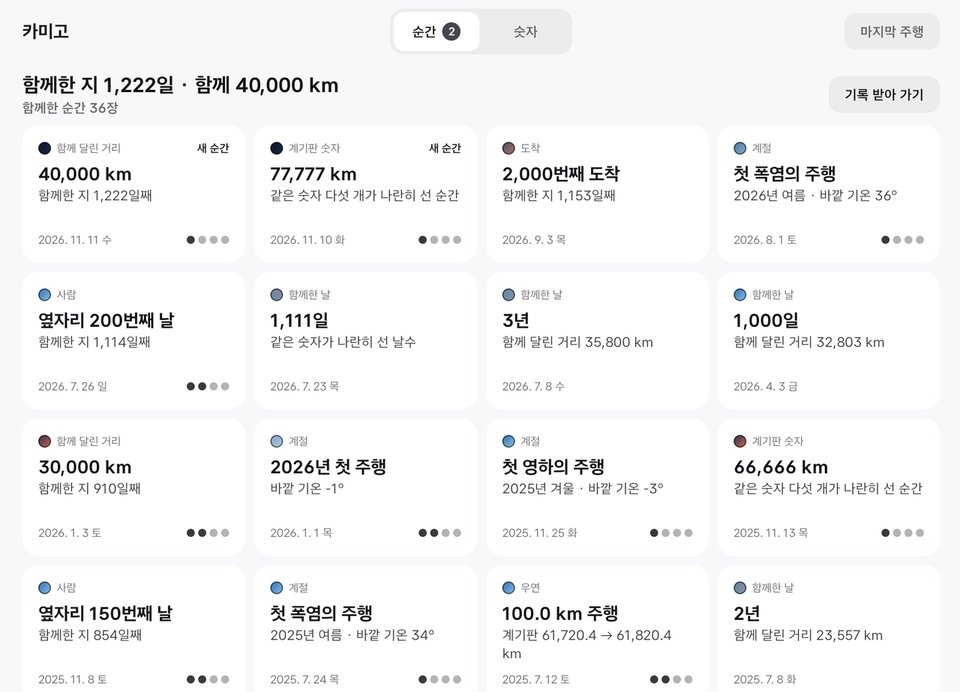 카미고
순간 2
숫자
마지막 주행
함께한 지 1,222일 · 함께 40,000 km
함께한 순간 36장
기록 받아 가기
함께 달린 거리
새 순간
40,000 km
함께한 지 1,222일째
2026. 11. 11 수
계기판 숫자
새 순간
77,777 km
같은 숫자 다섯 개가 나란히 선 순간
2026. 11. 10 화
도착
2,000번째 도착
함께한 지 1,153일째
2026. 9. 3 목
계절
첫 폭염의 주행
2026년 여름 · 바깥 기온 36°
2026. 8. 1 토
사람
옆자리 200번째 날
함께한 지 1,114일째
2026. 7. 26 일
함께한 날
1,111일
같은 숫자가 나란히 선 날수
2026. 7. 23 목
함께한 날
3년
함께 달린 거리 35,800 km
2026. 7. 8 수
함께한 날
1,000일
함께 달린 거리 32,803 km
2026. 4. 3 금
함께 달린 거리
30,000 km
함께한 지 910일째
2026. 1. 3 토
계절
2026년 첫 주행
바깥 기온 -1°
2026. 1. 1 목
계절
첫 영하의 주행
2025년 겨울 · 바깥 기온 -3°
2025. 11. 25 화
계기판 숫자
66,666 km
같은 숫자 다섯 개가 나란히 선 순간
2025. 11. 13 목
사람
옆자리 150번째 날
함께한 지 854일째
2025. 11. 8 토
계절
첫 폭염의 주행
2025년 여름 · 바깥 기온 34°
2025. 7. 24 목
우연
100.0 km 주행
계기판 61,720.4 → 61,820.4
km
2025. 7. 12 토
함께한 날
2년
함께 달린 거리 23,557 km
2025. 7. 8 화